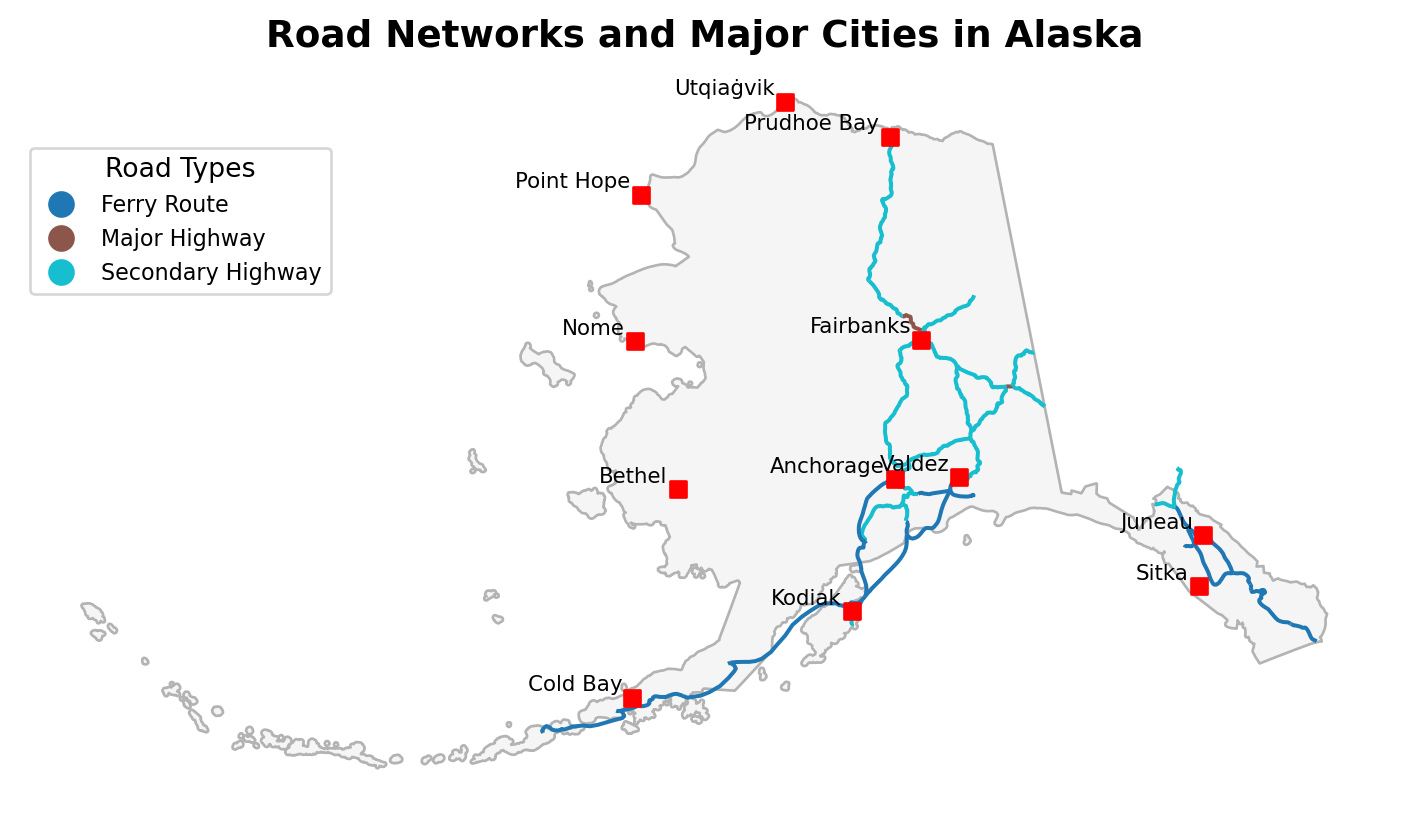 Road Networks and Major Cities in Alaska
Utqiaġvik
Prudhoe Bay
Road Types
Ferry Route
Major Highway
Secondary Highway
Point Hope
Nome
Fairbanks
Anchorage
Valdez
Bethel
Juneau
Sitka
Kodiak
Cold Bay